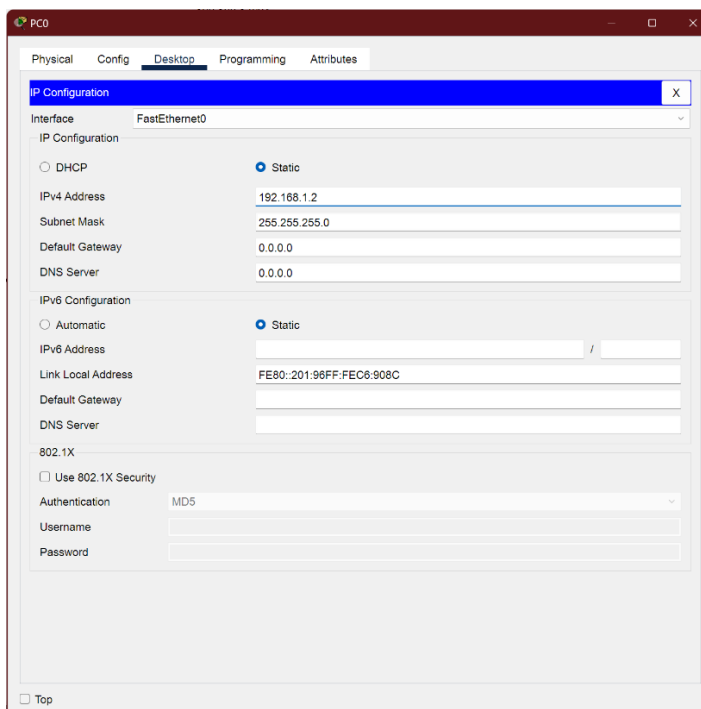 PC0
Physical Config Desktop Programming Attributes
IP Configuration X
Interface FastEthernet0
IP Configuration
DHCP Static
IPv4 Address 192.168.1.2
Subnet Mask 255.255.255.0
Default Gateway 0.0.0.0
DNS Server 0.0.0.0
IPv6 Configuration
Automatic Static
IPv6 Address /
Link Local Address FE80::201:96FF:FEC6:908C
Default Gateway
DNS Server
802.1X
Use 802.1X Security
Authentication MD5
Username
Password
Top